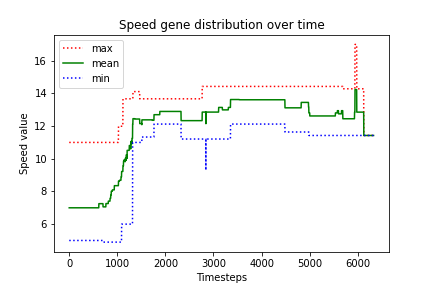 Speed gene distribution over time
max
mean
min
Speed value
16
14
12
10
8
6
0
1000
2000
3000
4000
5000
6000
Timesteps